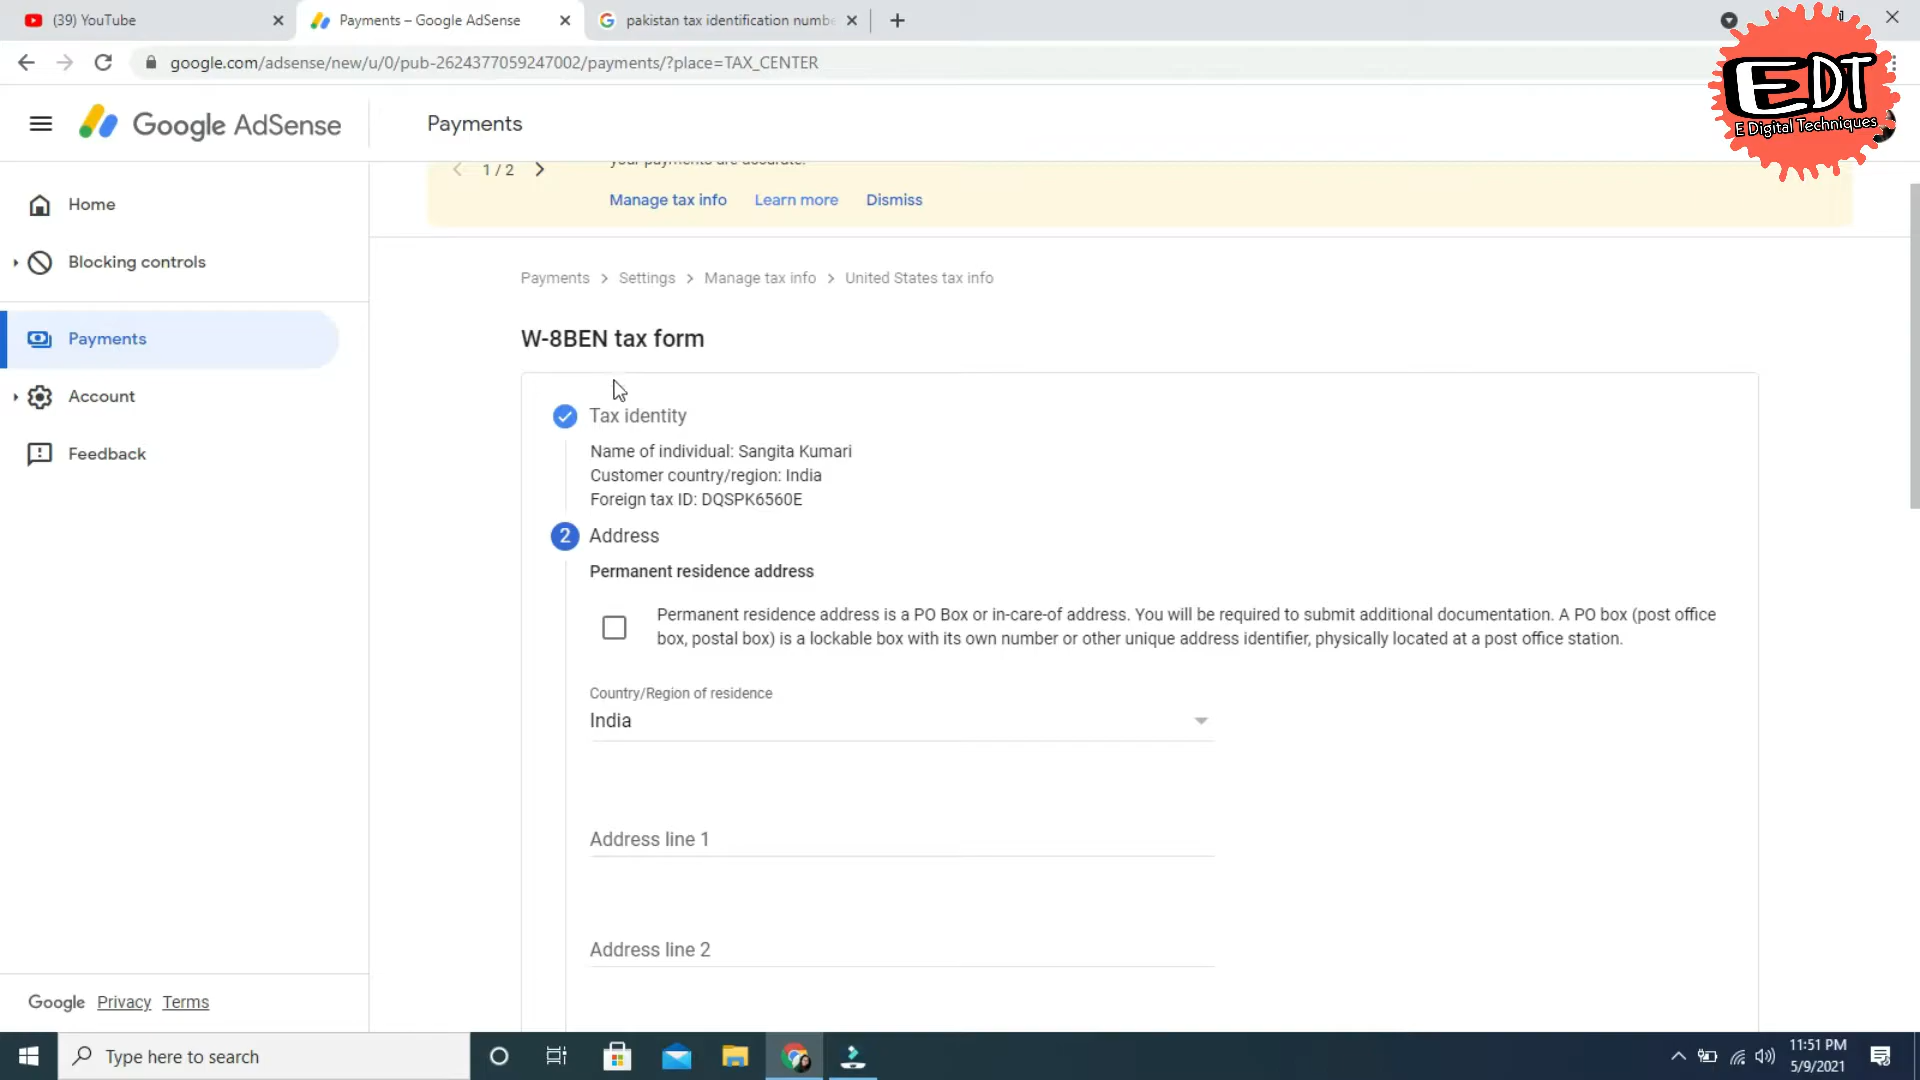 (39) YouTube
Payments – Google AdSense
pakistan tax identification numbe
google.com/adsense/new/u/0/pub-2624377059247002/payments/?place=TAX_CENTER
EDT
E Digital Techniques
Google AdSense
Payments
1 / 2
your payments are accurate.
Manage tax info Learn more Dismiss
Home
Blocking controls
Payments
Account
Feedback
Payments > Settings > Manage tax info > United States tax info
W-8BEN tax form
Tax identity
Name of individual: Sangita Kumari
Customer country/region: India
Foreign tax ID: DQSPK6560E
2 Address
Permanent residence address
Permanent residence address is a PO Box or in-care-of address. You will be required to submit additional documentation. A PO box (post office
box, postal box) is a lockable box with its own number or other unique address identifier, physically located at a post office station.
Country/Region of residence
India
Address line 1
Address line 2
Google Privacy Terms
Type here to search
11:51 PM
5/9/2021